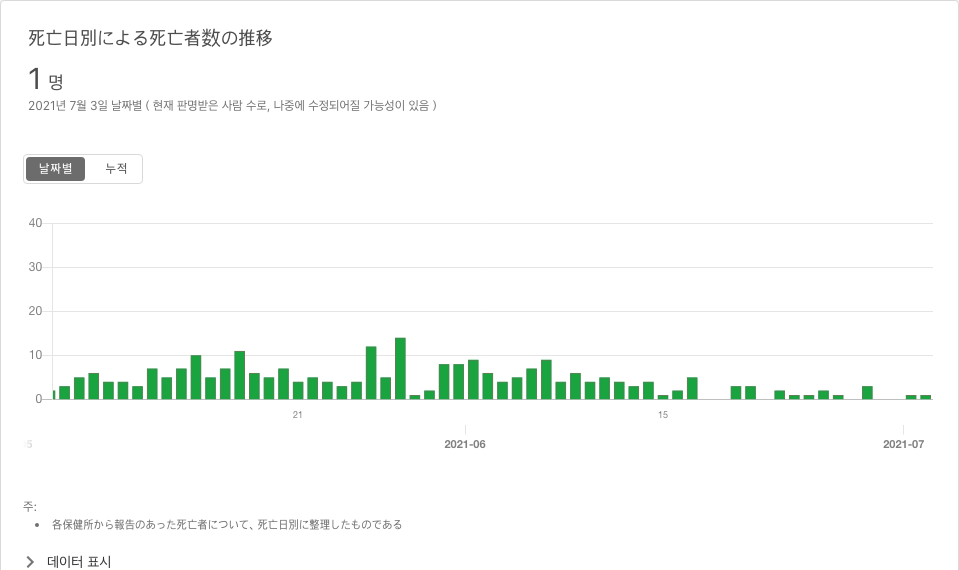 死亡日別による死亡者数の推移
1 명
2021년 7월 3일 날짜별 ( 현재 판명받은 사람 수로, 나중에 수정되어질 가능성이 있음 )
날짜별 누적
40
30
20
10
0
21 15
5 2021-06 2021-07
주:
• 各保健所から報告のあった死亡者について、死亡日別に整理したものである
데이터 표시